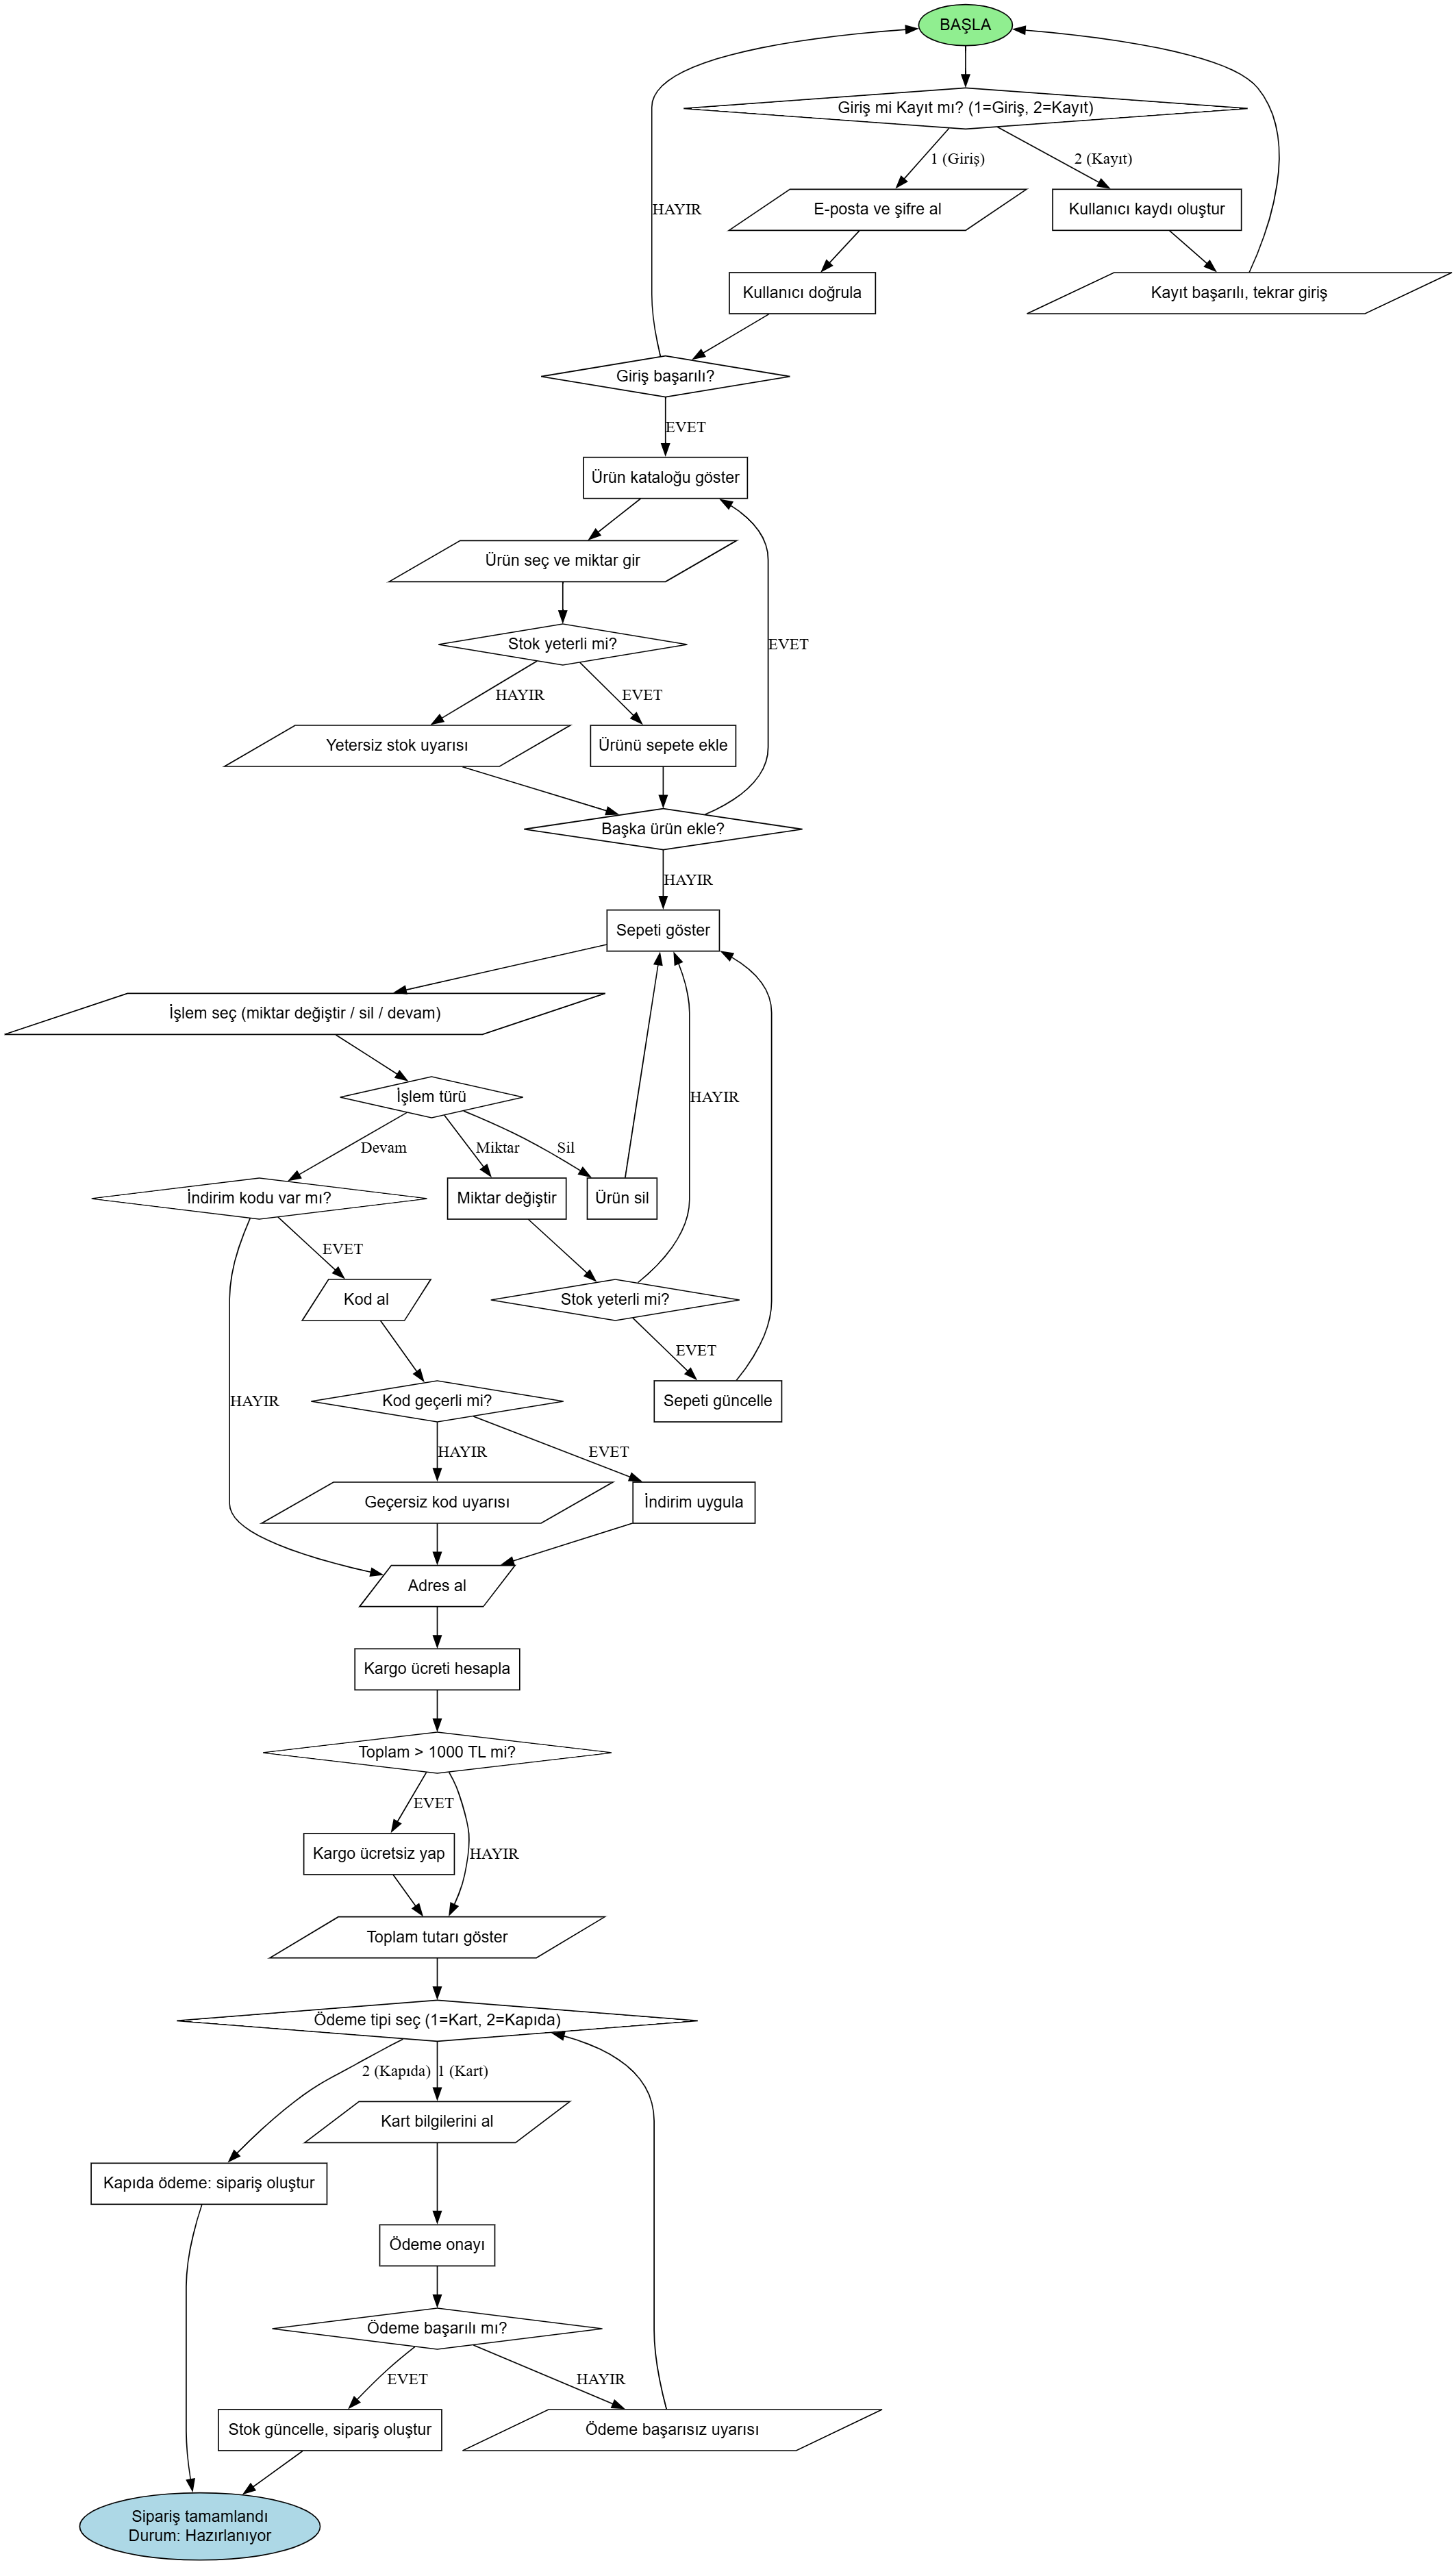 BAŞLA
Giriş mi Kayıt mı? (1=Giriş, 2=Kayıt)
1 (Giriş)
2 (Kayıt)
HAYIR
E-posta ve şifre al
Kullanıcı kaydı oluştur
Kullanıcı doğrula
Kayıt başarılı, tekrar giriş
Giriş başarılı?
EVET
Ürün kataloğu göster
Ürün seç ve miktar gir
Stok yeterli mi?
EVET
HAYIR
EVET
Yetersiz stok uyarısı
Ürünü sepete ekle
Başka ürün ekle?
HAYIR
Sepeti göster
İşlem seç (miktar değiştir / sil / devam)
İşlem türü
HAYIR
Devam
Miktar
Sil
İndirim kodu var mı?
Miktar değiştir
Ürün sil
EVET
Kod al
Stok yeterli mi?
EVET
HAYIR
Kod geçerli mi?
Sepeti güncelle
HAYIR
EVET
Geçersiz kod uyarısı
İndirim uygula
Adres al
Kargo ücreti hesapla
Toplam > 1000 TL mi?
EVET
Kargo ücretsiz yap
HAYIR
Toplam tutarı göster
Ödeme tipi seç (1=Kart, 2=Kapıda)
2 (Kapıda)
1 (Kart)
Kart bilgilerini al
Kapıda ödeme: sipariş oluştur
Ödeme onayı
Ödeme başarılı mı?
EVET
HAYIR
Stok güncelle, sipariş oluştur
Ödeme başarısız uyarısı
Sipariş tamamlandı
Durum: Hazırlanıyor